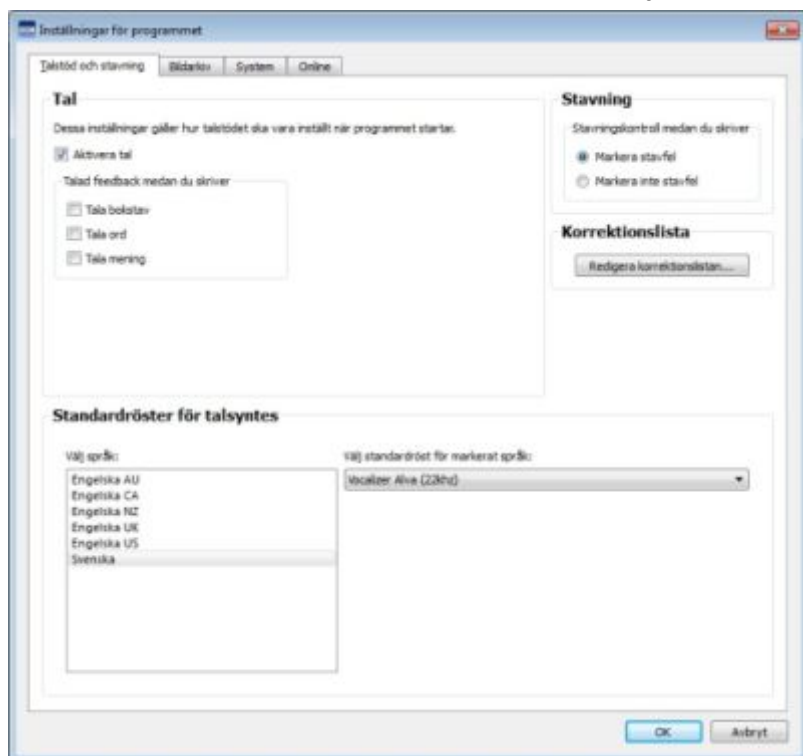 Inställningar för programmet
Talstöd och stavning
Bildarkiv
System
Online
Tal
Dessa inställningar gäller hur talstödet ska vara inställt när programmet startar.
Aktivera tal
Talad feedback medan du skriver
Tala bokstav
Tala ord
Tala mening
Stavning
Stavningskontroll medan du skriver
Markera stavfel
Markera inte stavfel
Korrektionslista
Redigera korrektionslistan....
Standardröster för talsyntes
Välj språk:
Engelska AU
Engelska CA
Engelska NZ
Engelska UK
Engelska US
Svenska
Välj standardröst för markerat språk:
Vocalizer Alva (22khz)
OK
Avbryt